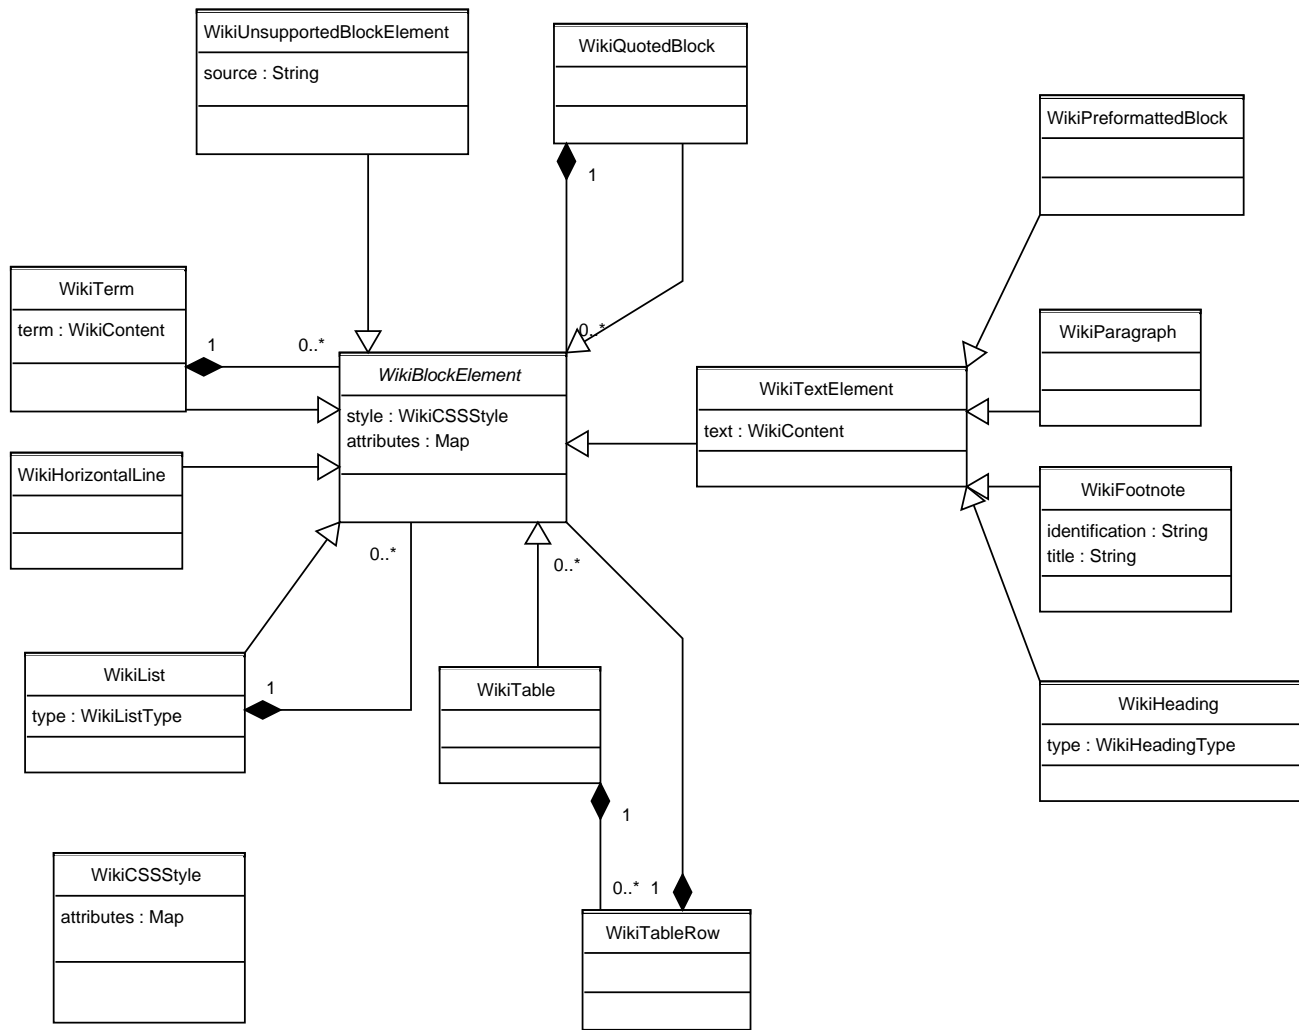 WikiUnsupportedBlockElement
source : String
WikiQuotedBlock
1
WikiPreformattedBlock
WikiTerm
term : WikiContent
1
0..*
0..*
WikiBlockElement
style : WikiCSSStyle
attributes : Map
WikiTextElement
text : WikiContent
WikiParagraph
WikiHorizontalLine
WikiFootnote
identification : String
title : String
0..*
0..*
WikiList
type : WikiListType
1
WikiTable
WikiHeading
type : WikiHeadingType
1
WikiCSSStyle
attributes : Map
0..*
1
WikiTableRow